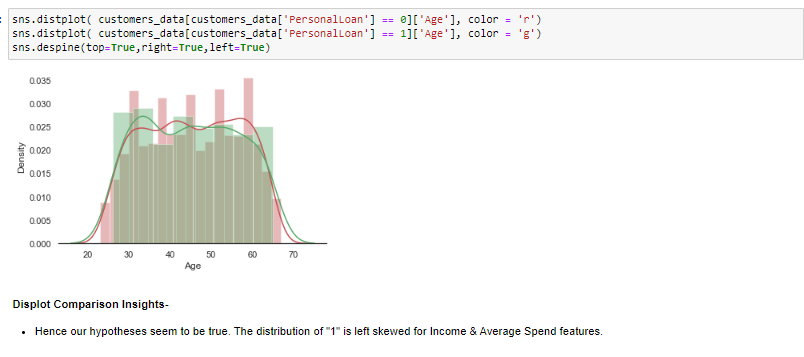 sns.distplot( customers_data[customers_data['PersonalLoan'] == 0]['Age'], color = 'r')
sns.distplot( customers_data[customers_data['PersonalLoan'] == 1]['Age'], color = 'g')
sns.despine(top=True,right=True,left=True)
0.035
0.030
0.025
0.020
0.015
0.010
0.005
0.000
Density
20 30 40 50 60 70
Age
Displot Comparison Insights-
• Hence our hypotheses seem to be true. The distribution of "1" is left skewed for Income & Average Spend features.